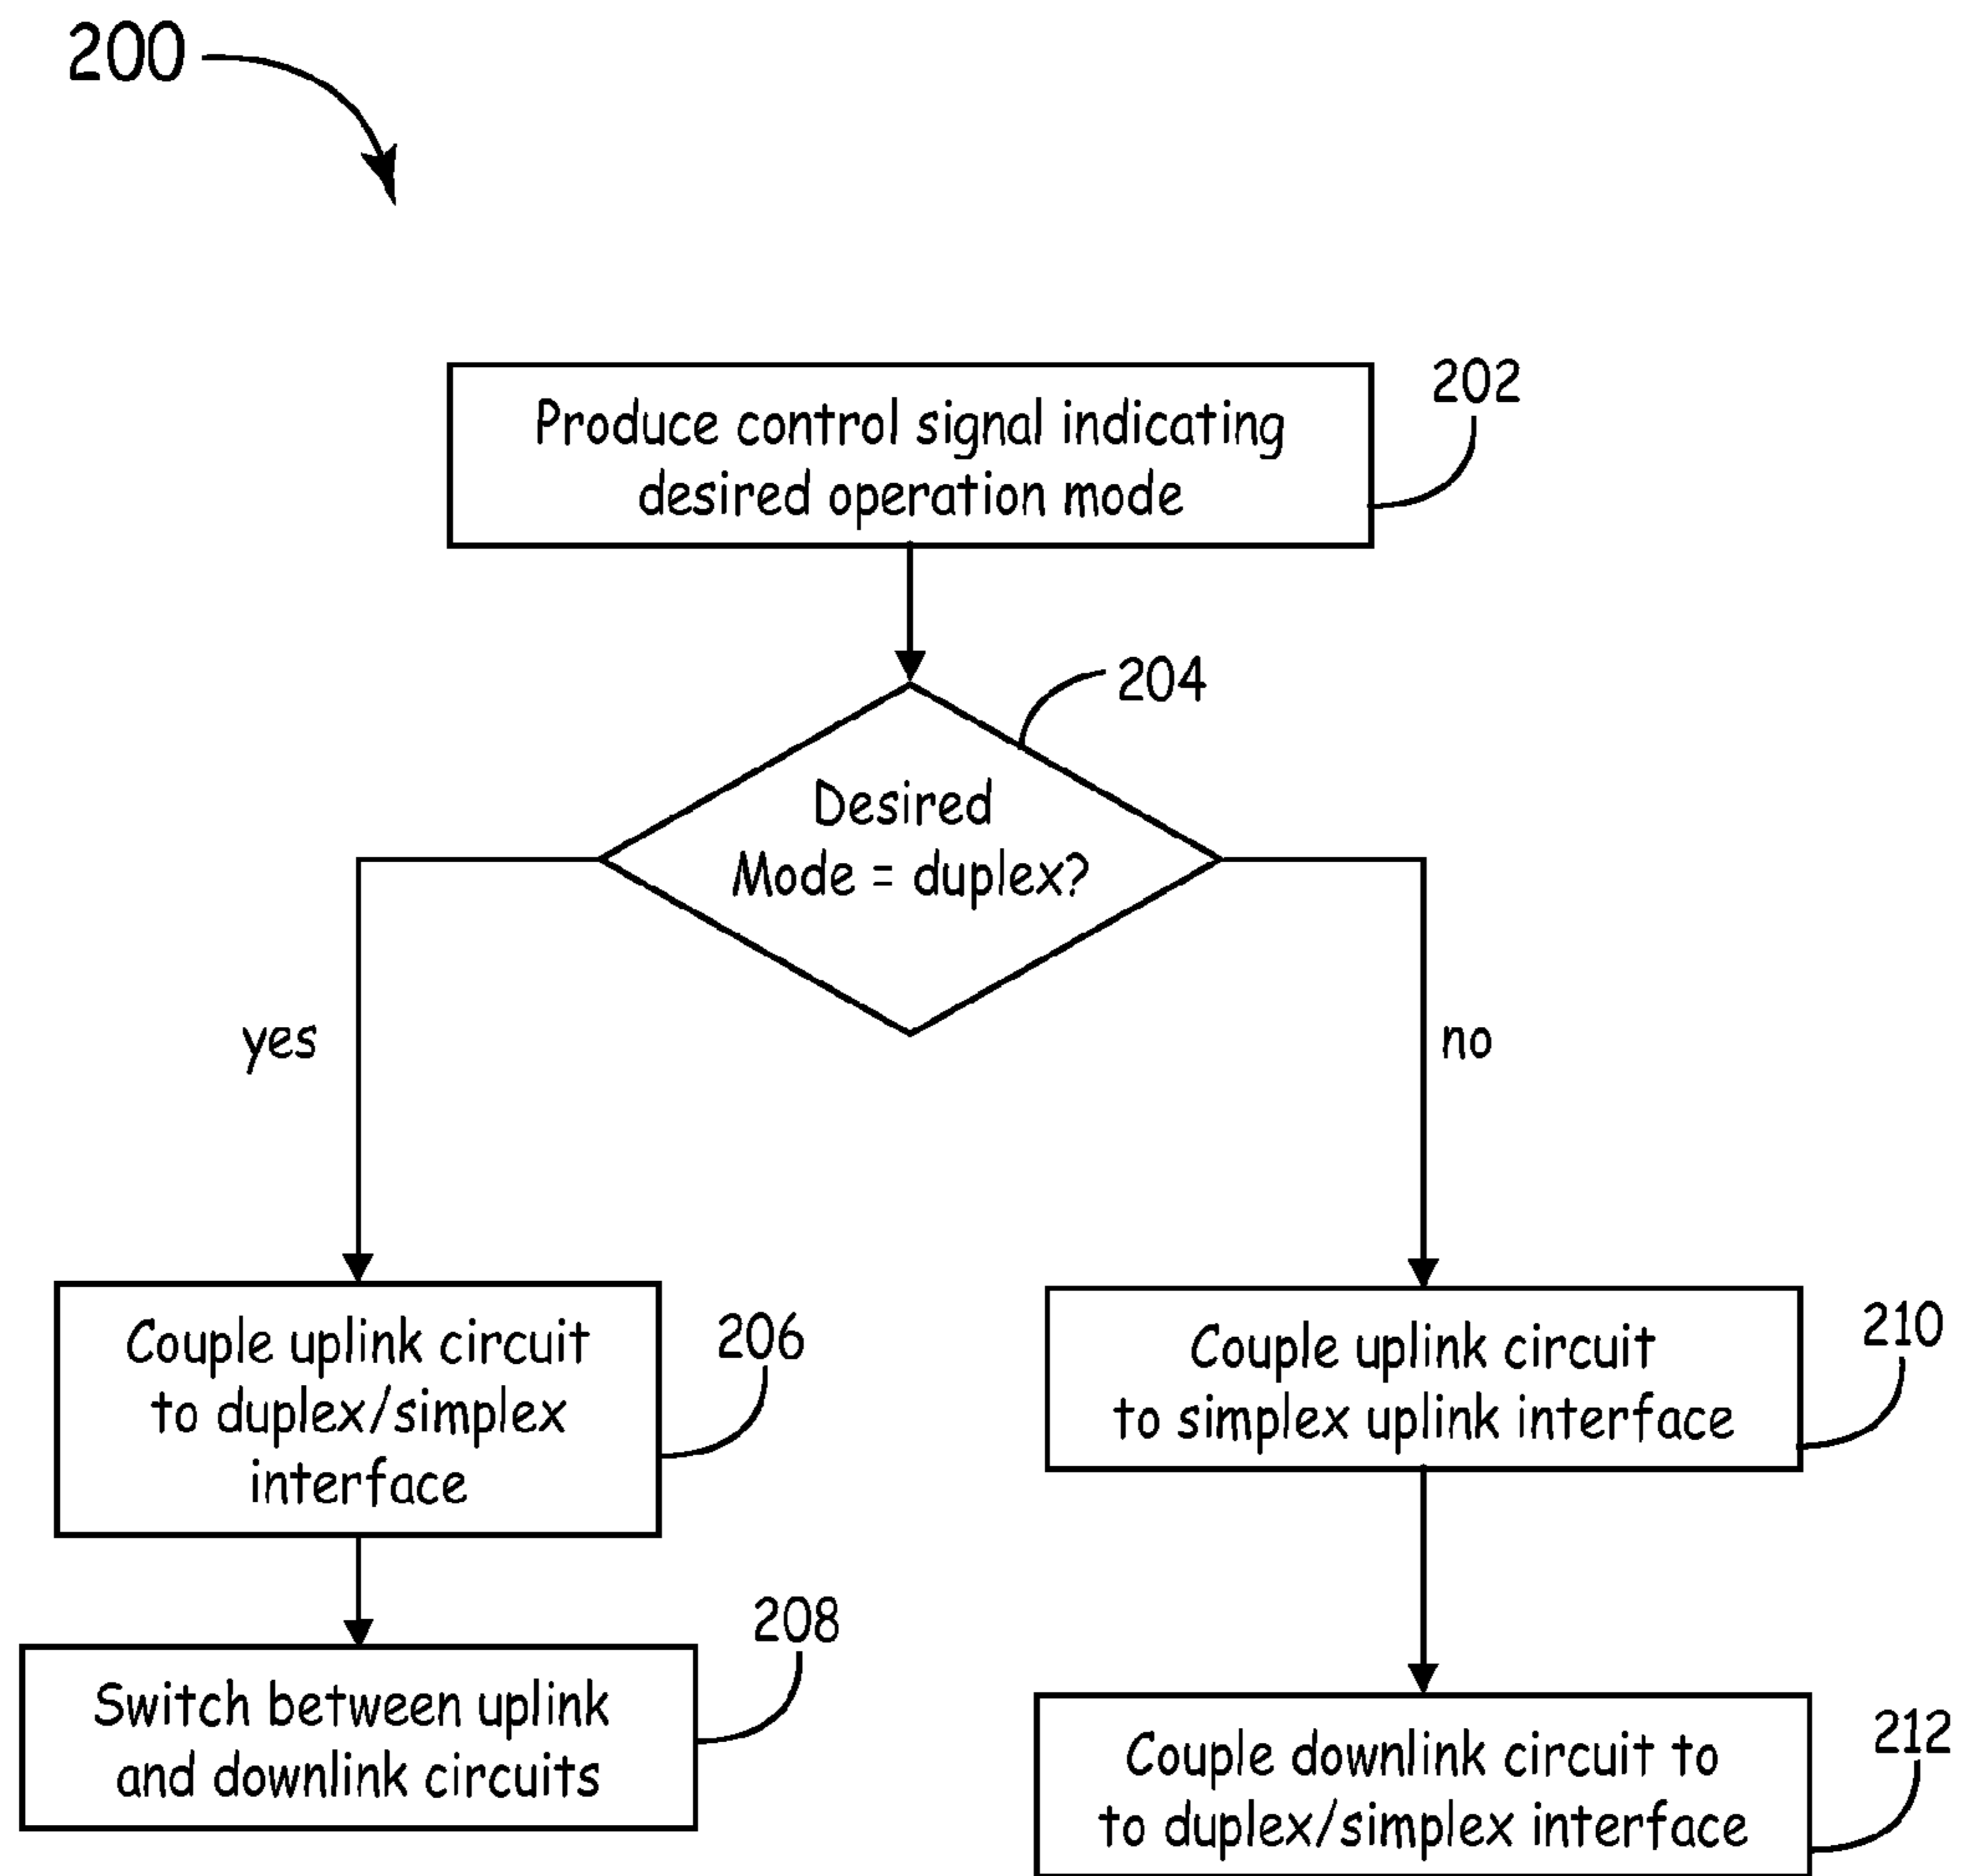 200
Produce control signal indicating
desired operation mode
202
204
Desired
Mode = duplex?
yes
no
Couple uplink circuit
to duplex/simplex
interface
206
Couple uplink circuit
to simplex uplink interface
210
Switch between uplink
and downlink circuits
208
Couple downlink circuit to
to duplex/simplex interface
212